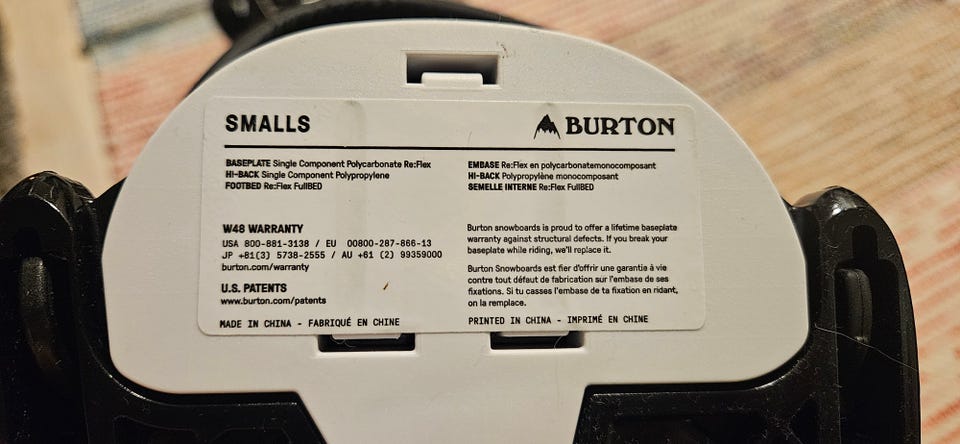 SMALLS
BURTON
BASEPLATE Single Component Polycarbonate Re:Flex
HI-BACK Single Component Polypropylene
FOOTBED Re:Flex FullBED
EMBASE Re:Flex en polycarbonatemonocomposant
HI-BACK Polypropylène monocomposant
SEMELLE INTERNE Re:Flex FullBED
W48 WARRANTY
USA 800-881-3138 / EU 00800-287-866-13
JP +81(3) 5738-2555 / AU +61 (2) 99359000
burton.com/warranty
U.S. PATENTS
www.burton.com/patents
Burton snowboards is proud to offer a lifetime baseplate
warranty against structural defects. If you break your
baseplate while riding, we'll replace it.
Burton Snowboards est fier d'offrir une garantie à vie
contre tout défaut de fabrication sur l'embase de ses
fixations. Si tu casses l'embase de ta fixation en ridant,
on la remplace.
MADE IN CHINA - FABRIQUÉ EN CHINE
PRINTED IN CHINA - IMPRIMÉ EN CHINE